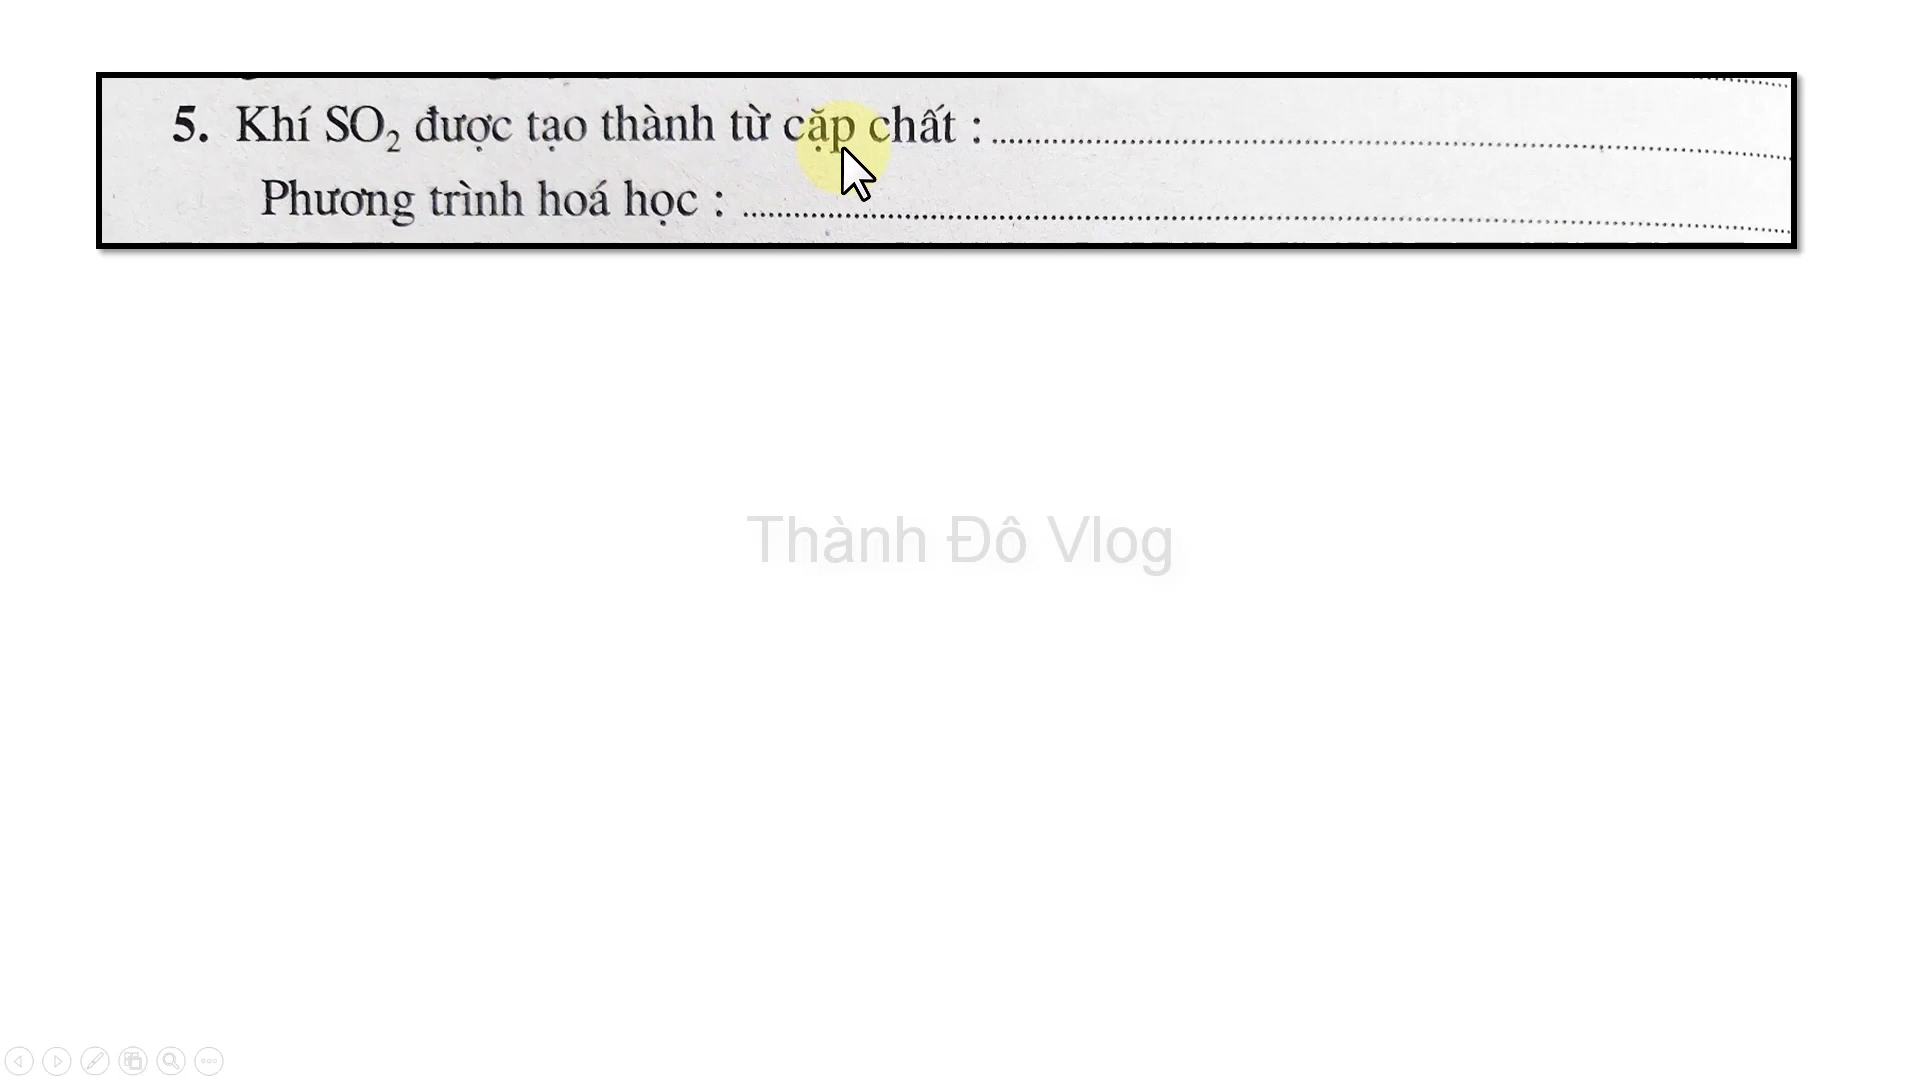 5. Khí SO₂ được tạo thành từ cặp chất :
Phương trình hoá học :
Thành Đô Vlog